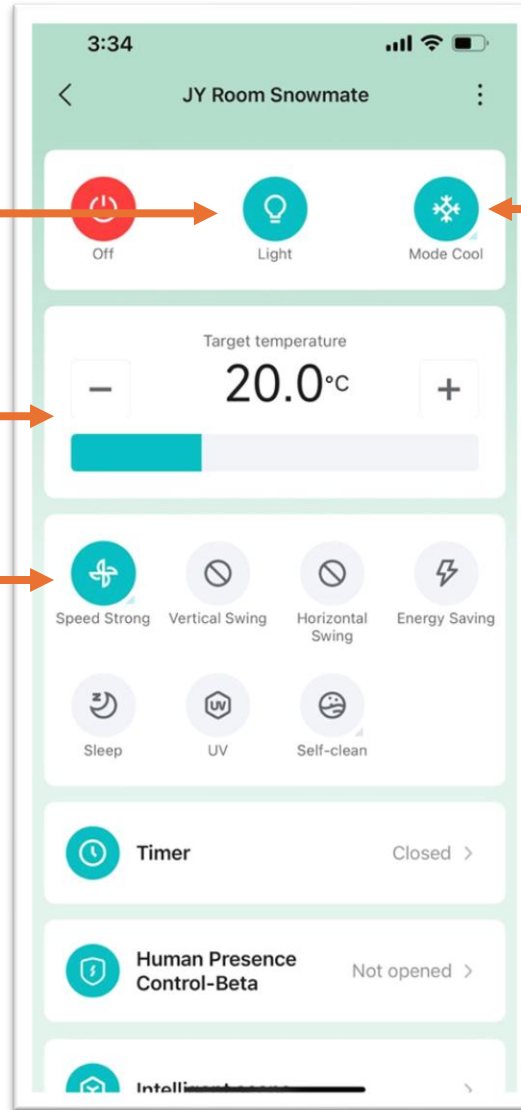 3:34
JY Room Snowmate
Off
Light
Mode Cool
Target temperature
20.0°C
Speed Strong
Vertical Swing
Horizontal
Swing
Energy Saving
Sleep
UV
UV
Self-clean
Timer
Closed
Human Presence
Control-Beta
Not opened